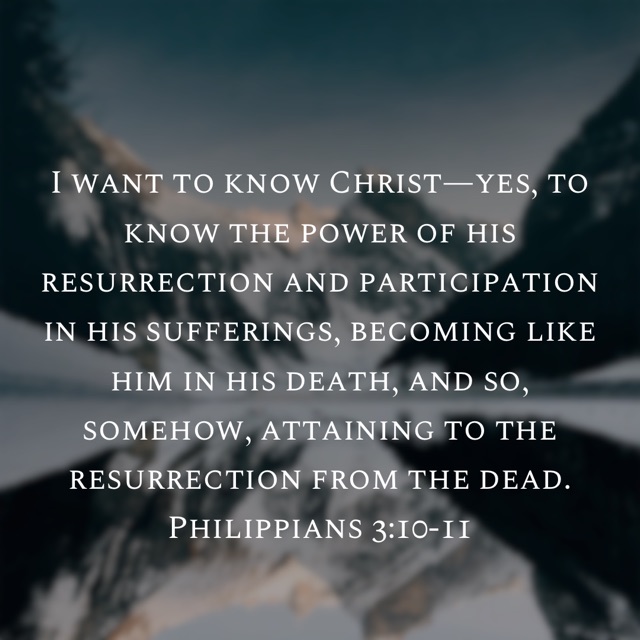 I want to know Christ—yes, to
know the power of his
resurrection and participation
in his sufferings, becoming like
him in his death, and so,
somehow, attaining to the
resurrection from the dead.
Philippians 3:10-11